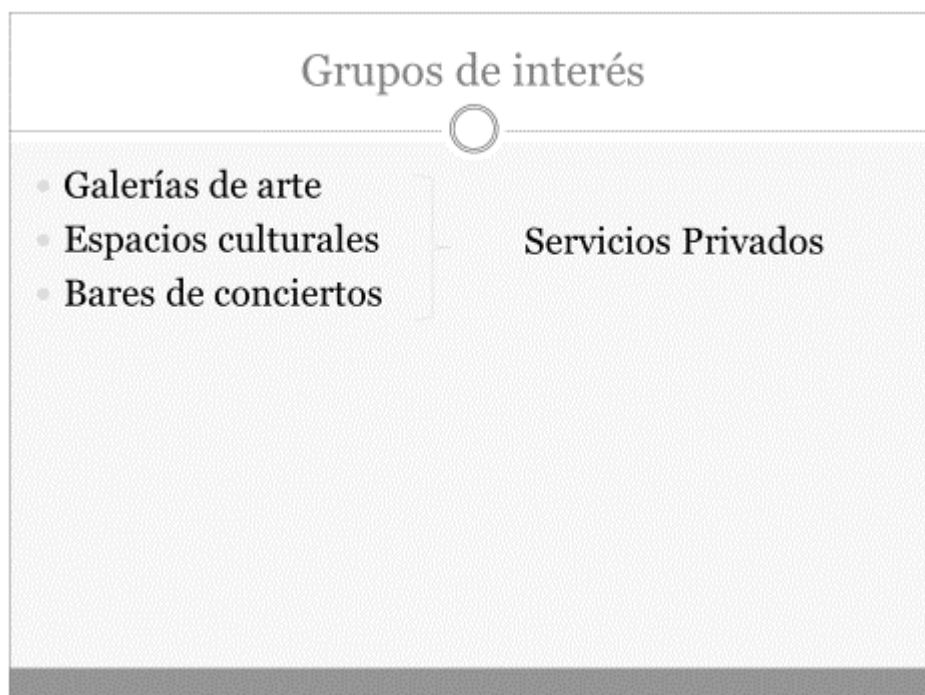 Grupos de interés
Galerías de arte
Espacios culturales
Bares de conciertos
Servicios Privados